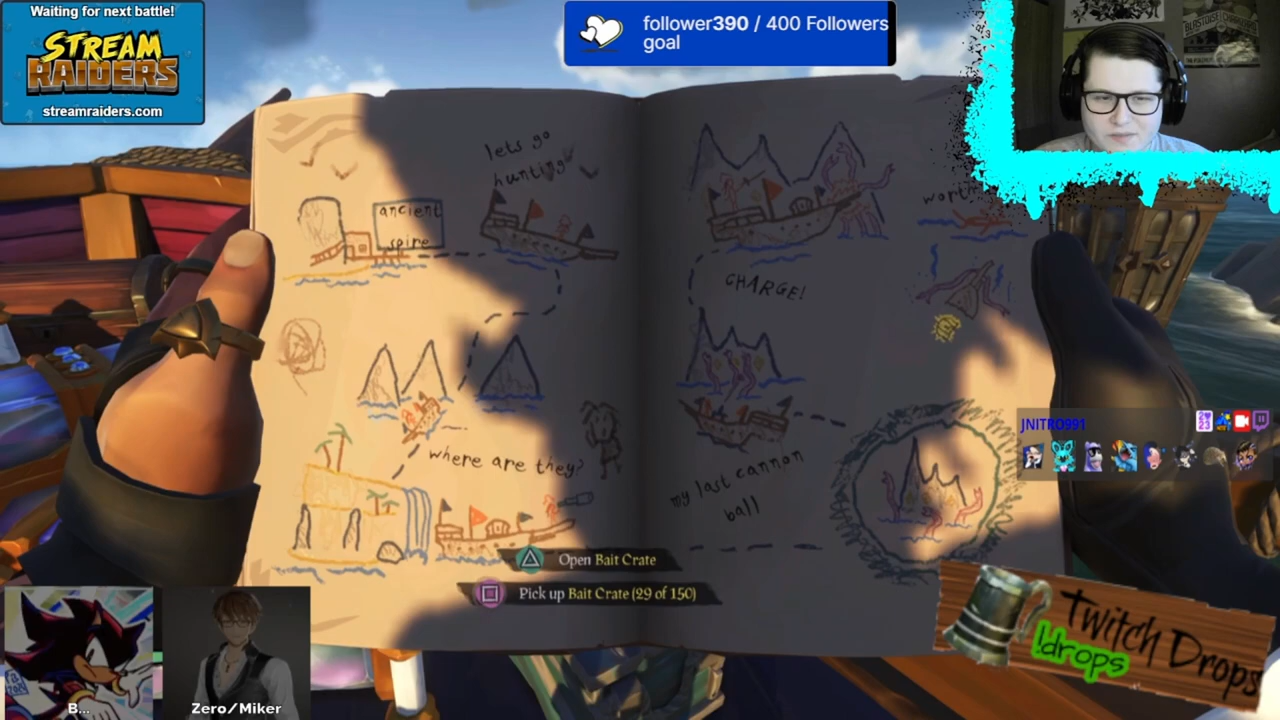 Waiting for next battle!
STREAM
RAIDERS
streamraiders.com
follower390 / 400 Followers
goal
lets go
hunting
ancient
spire
CHARGE!
where are they?
my last cannon
ball
Open Bait Crate
Pick up Bait Crate (29 of 150)
JNITRO991
Twitch Drops
!drops
B...
Zero/Miker